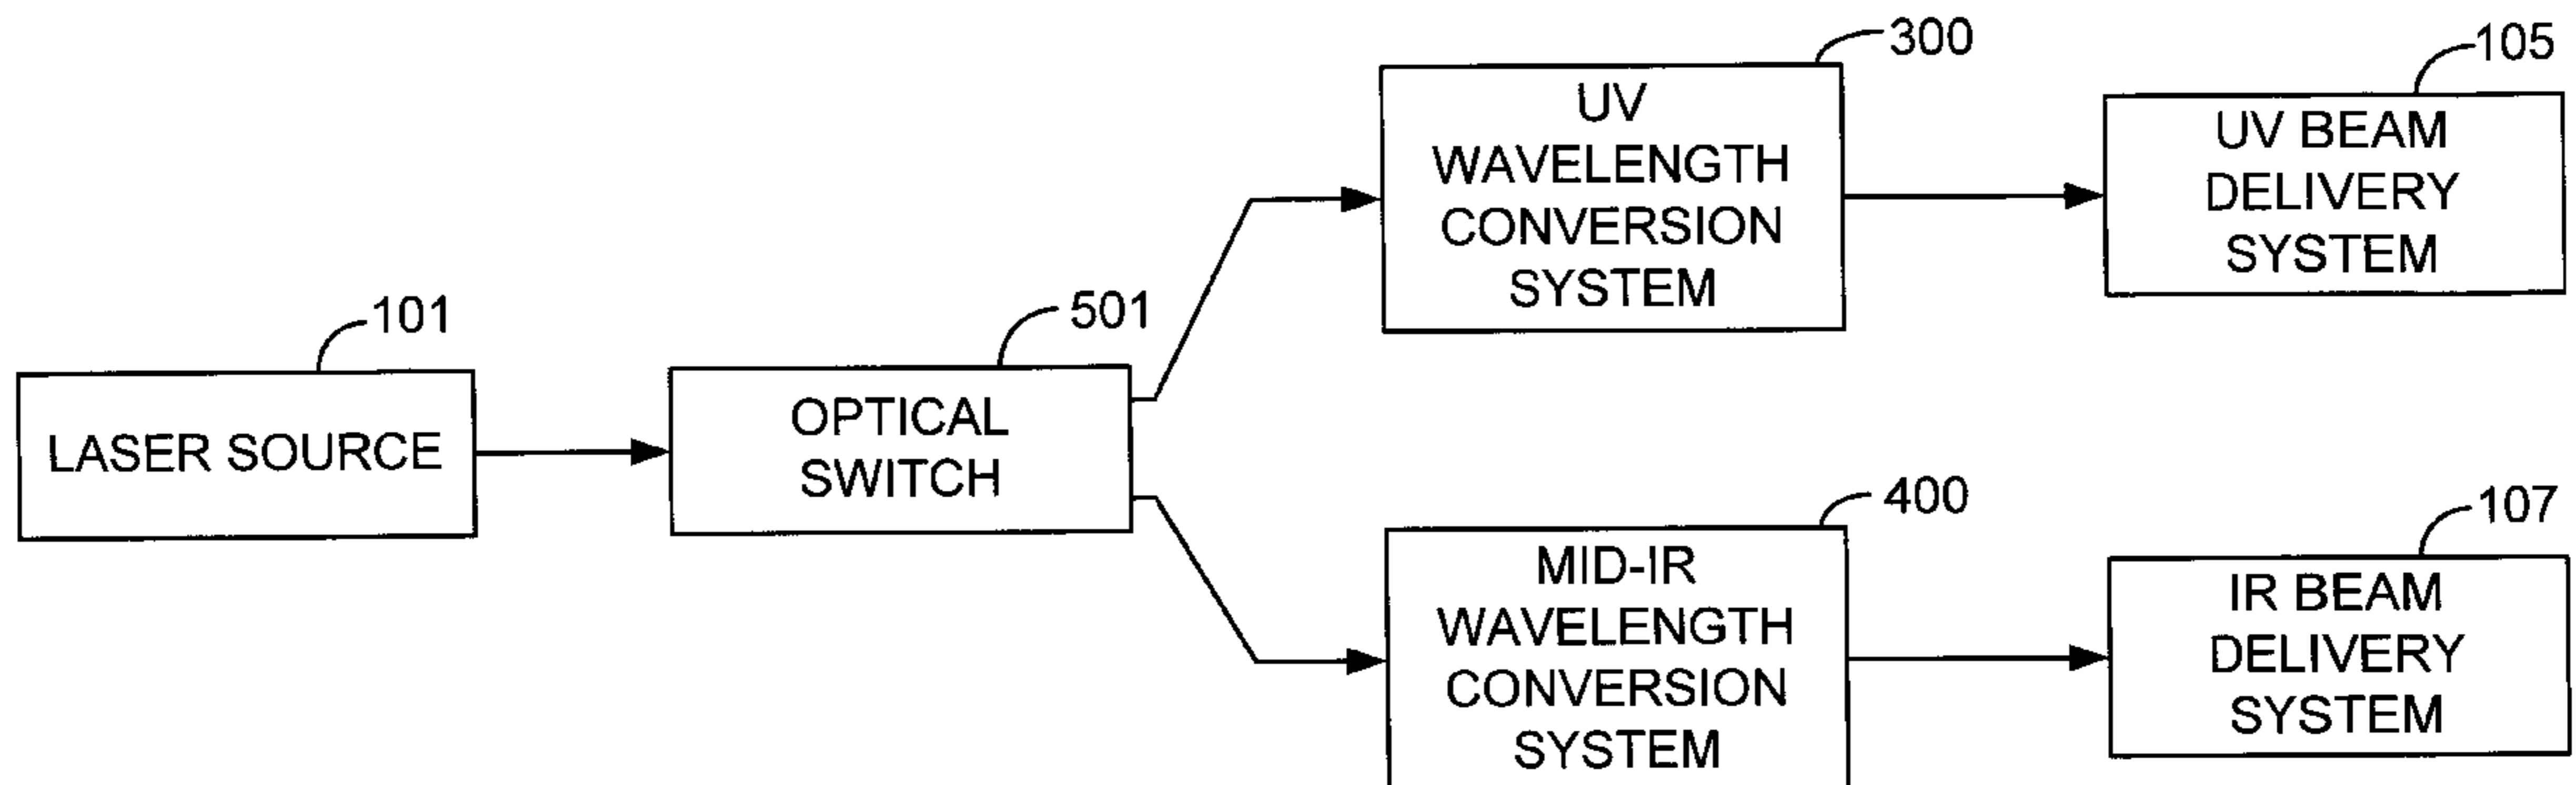 101
LASER SOURCE
501
OPTICAL
SWITCH
300
UV
WAVELENGTH
CONVERSION
SYSTEM
105
UV BEAM
DELIVERY
SYSTEM
400
MID-IR
WAVELENGTH
CONVERSION
SYSTEM
107
IR BEAM
DELIVERY
SYSTEM